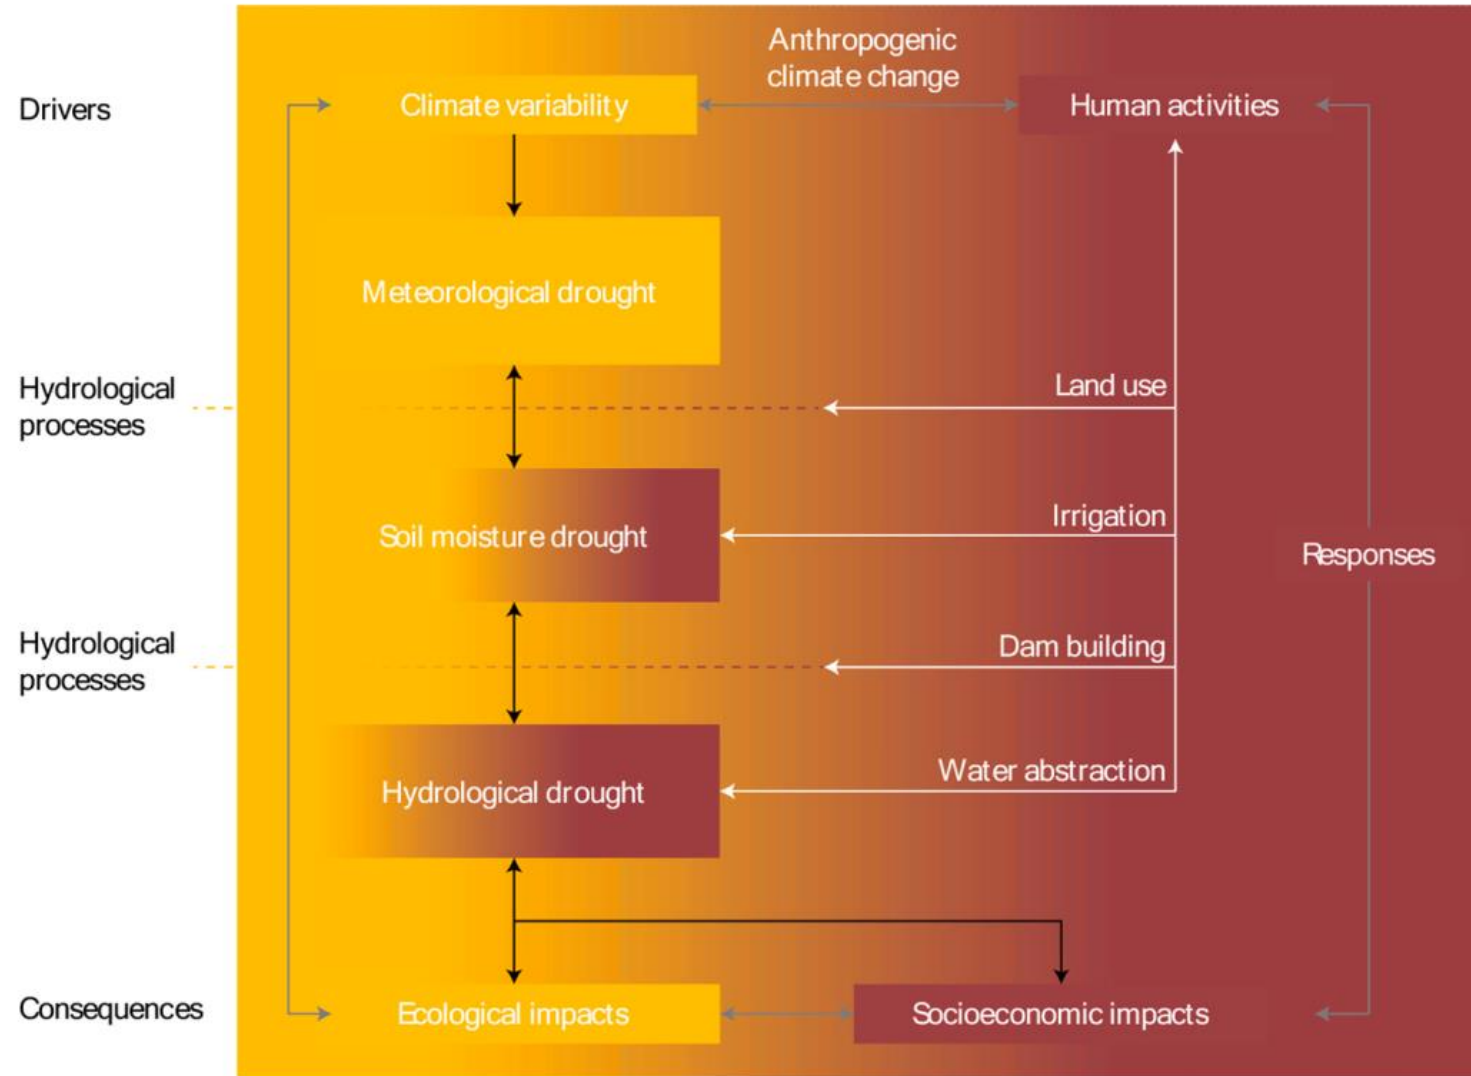 Anthropogenic
climate change
Drivers
Climate variability
Human activities
Meteorological drought
Hydrological
processes
Land use
Soil moisture drought
Irrigation
Responses
Hydrological
processes
Dam building
Hydrological drought
Water abstraction
Consequences
Ecological impacts
Socioeconomic impacts